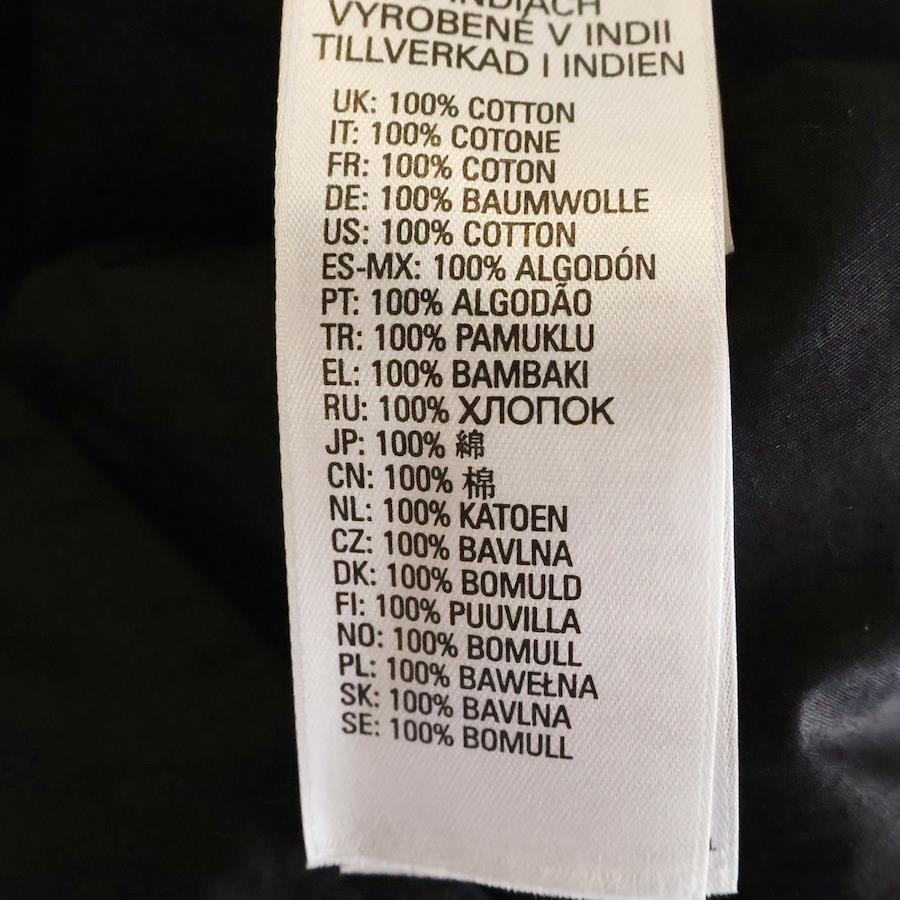 INDIÁCH
VYROBENÉ V INDII
TILLVERKAD I INDIEN
UK: 100% COTTON
IT: 100% COTONE
FR: 100% COTON
DE: 100% BAUMWOLLE
US: 100% COTTON
ES-MX: 100% ALGODÓN
PT: 100% ALGODÃO
TR: 100% PAMUKLU
EL: 100% BAMBAKI
RU: 100% ХЛОПОК
JP: 100% 綿
CN: 100% 棉
NL: 100% KATOEN
CZ: 100% BAVLNA
DK: 100% BOMULD
FI: 100% PUUVILLA
NO: 100% BOMULL
PL: 100% BAWEŁNA
SK: 100% BAVLNA
SE: 100% BOMULL